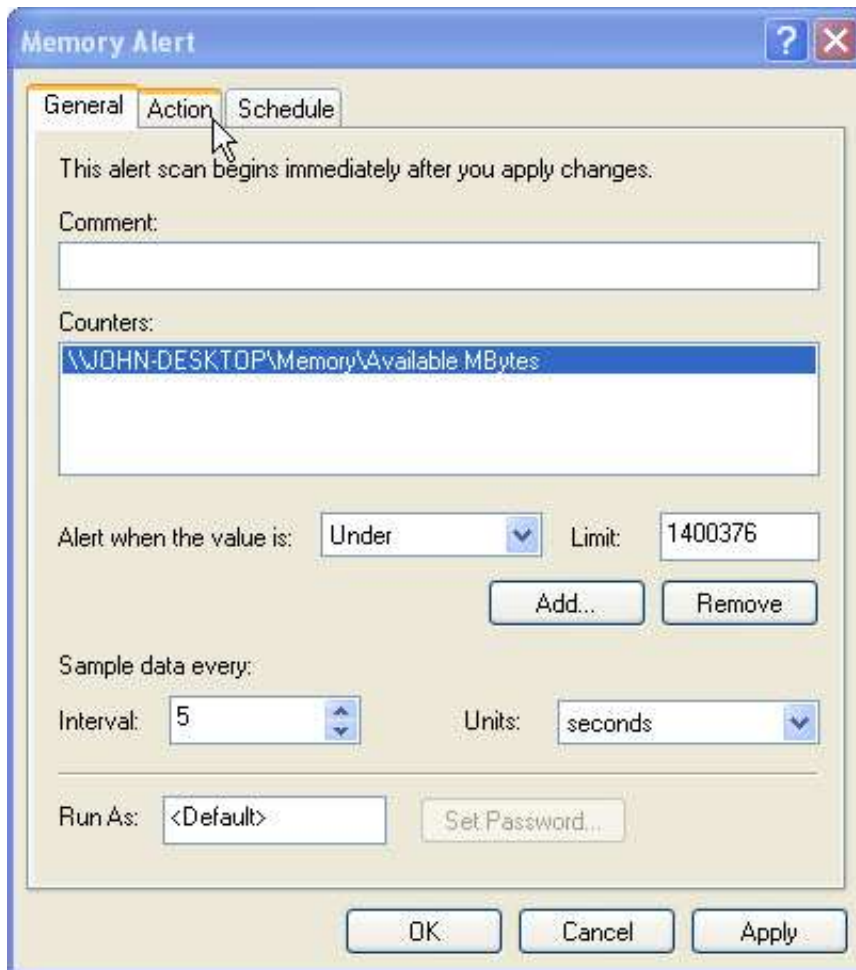 Memory Alert
General Action Schedule
This alert scan begins immediately after you apply changes.
Comment:
Counters:
\\JOHN-DESKTOP\Memory\Available MBytes
Alert when the value is: Under Limit: 1400376
Add... Remove
Sample data every:
Interval: 5 Units: seconds
Run As: <Default> Set Password...
OK Cancel Apply